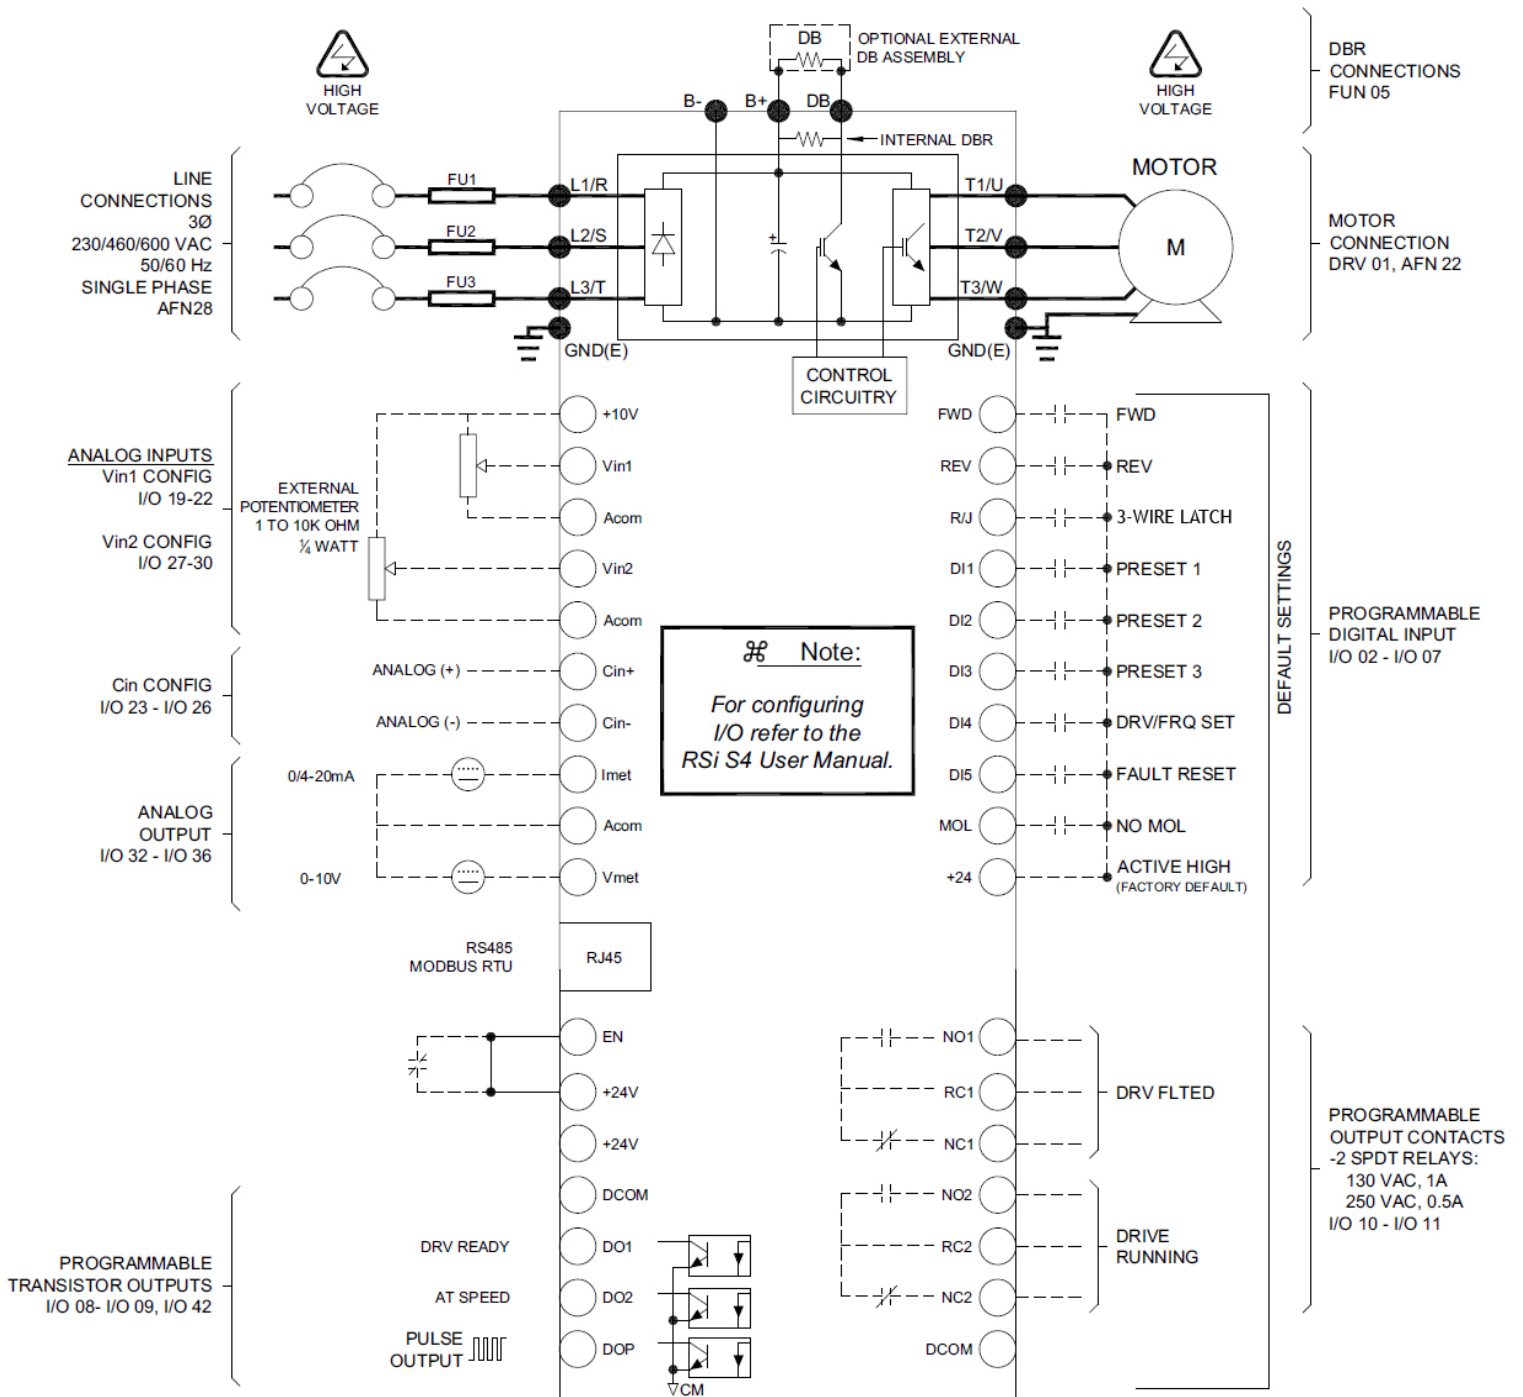 HIGH
VOLTAGE
DB
OPTIONAL EXTERNAL
DB ASSEMBLY
HIGH
VOLTAGE
DBR
CONNECTIONS
FUN 05
B-
B+
DB
INTERNAL DBR
LINE
CONNECTIONS
3Ø
230/460/600 VAC
50/60 Hz
SINGLE PHASE
AFN28
FU1
FU2
FU3
L1/R
L2/S
L3/T
GND(E)
+
T1/U
T2/V
T3/W
GND(E)
MOTOR
M
MOTOR
CONNECTION
DRV 01, AFN 22
CONTROL
CIRCUITRY
ANALOG INPUTS
Vin1 CONFIG
I/O 19-22
Vin2 CONFIG
I/O 27-30
EXTERNAL
POTENTIOMETER
1 TO 10K OHM
¼ WATT
+10V
Vin1
Acom
Vin2
Acom
Cin CONFIG
I/O 23 - I/O 26
ANALOG (+)
Cin+
ANALOG (-)
Cin-
ANALOG
OUTPUT
I/O 32 - I/O 36
0/4-20mA
Imet
Acom
0-10V
Vmet
⌘ Note:
For configuring
I/O refer to the
RSi S4 User Manual.
FWD FWD
REV REV
R/J 3-WIRE LATCH
DI1 PRESET 1
DI2 PRESET 2
DI3 PRESET 3
DI4 DRV/FRQ SET
DI5 FAULT RESET
MOL NO MOL
+24 ACTIVE HIGH
(FACTORY DEFAULT)
DEFAULT SETTINGS
PROGRAMMABLE
DIGITAL INPUT
I/O 02 - I/O 07
RS485
MODBUS RTU
RJ45
EN
+24V
+24V
DCOM
PROGRAMMABLE
TRANSISTOR OUTPUTS
I/O 08- I/O 09, I/O 42
DRV READY
DO1
AT SPEED
DO2
PULSE
OUTPUT
DOP
CM
NO1
RC1
NC1
DRV FLTED
NO2
RC2
NC2
DRIVE
RUNNING
DCOM
PROGRAMMABLE
OUTPUT CONTACTS
-2 SPDT RELAYS:
130 VAC, 1A
250 VAC, 0.5A
I/O 10 - I/O 11